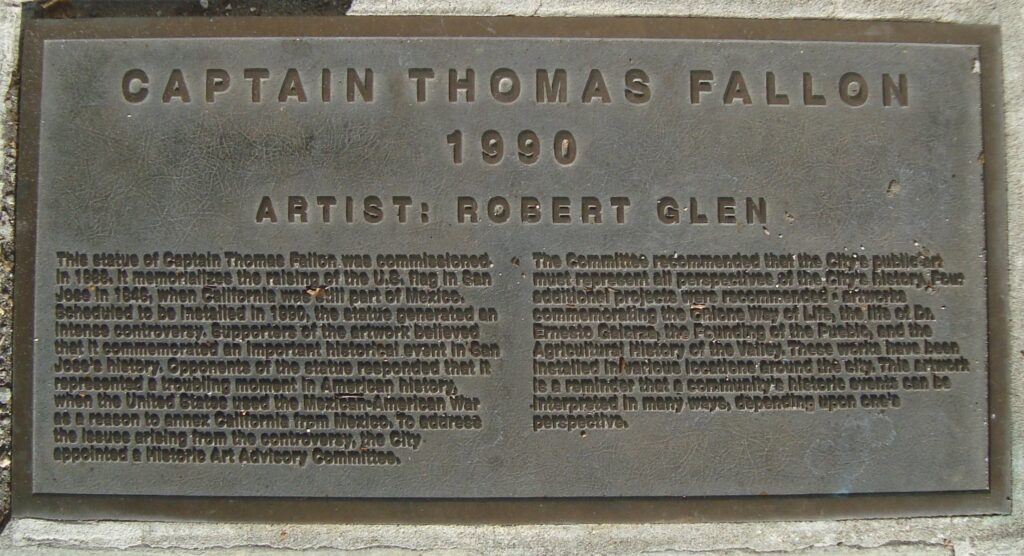 CAPTAIN THOMAS FALLON
1990
ARTIST: ROBERT GLEN
This statue of Captain Thomas Fallon was commissioned
in 1988. It memorializes the raising of the U.S. flag in San
Jose in 1846, when California was still part of Mexico.
Scheduled to be installed in 1990, the statue generated an
intense controversy. Supporters of the artwork believed
that it commemorated an important historical event in San
Jose's history. Opponents of the statue responded that it
represented a troubling moment in American history,
when the United States used the Mexican-American War
as a reason to annex California from Mexico. To address
the issues arising from the controversy, the City
appointed a Historic Art Advisory Committee.
The Committee recommended that the City's public art
must represent all perspectives of the City's history. Four
additional projects were recommended - artworks
commemorating the Ohlone Way of Life, the life of Dr.
Ernesto Galarza, the Founding of the Pueblo, and the
Agricultural History of the Valley. These works have been
installed in various locations around the city. This artwork
is a reminder that a community's historic events can be
interpreted in many ways, depending upon one's
perspective.